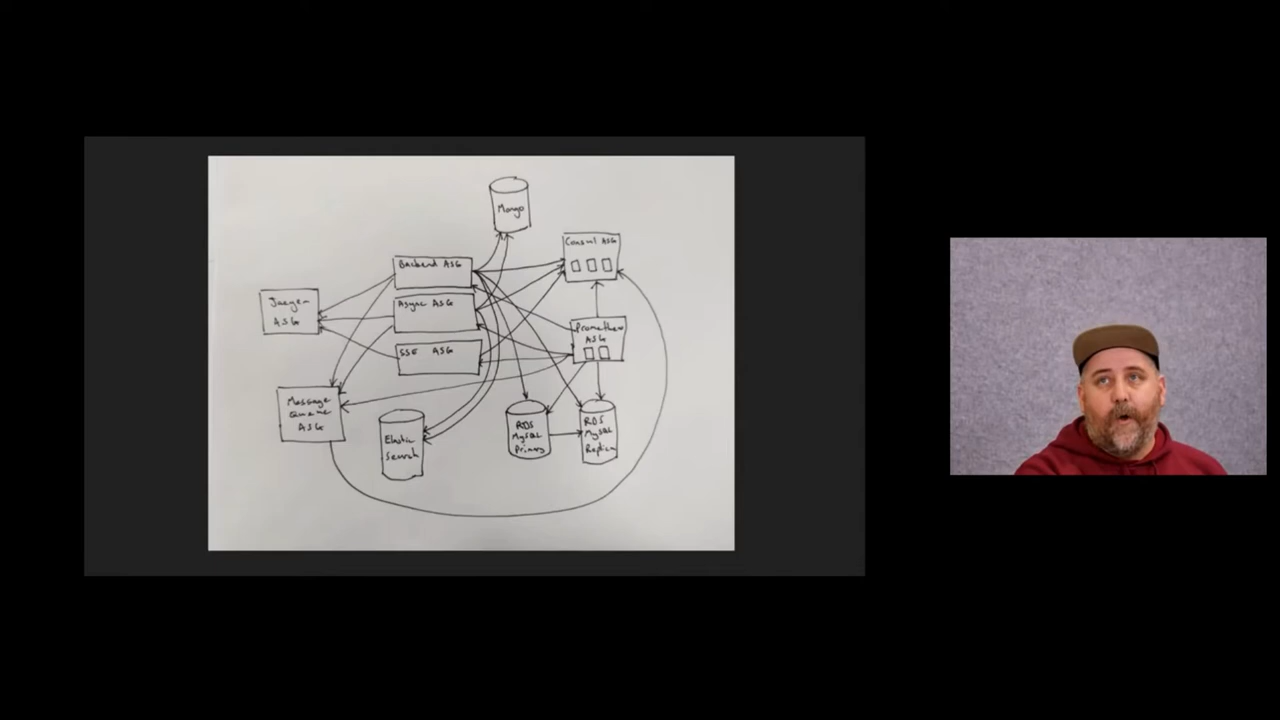 Mongo
Consul ASG
Backend ASG
Async ASG
SSE ASG
Jaeger
ASG
ASG
Message
Queue
ASG
Elastic
Search
RDS
MySQL
Primary
RDS
MySQL
Replica